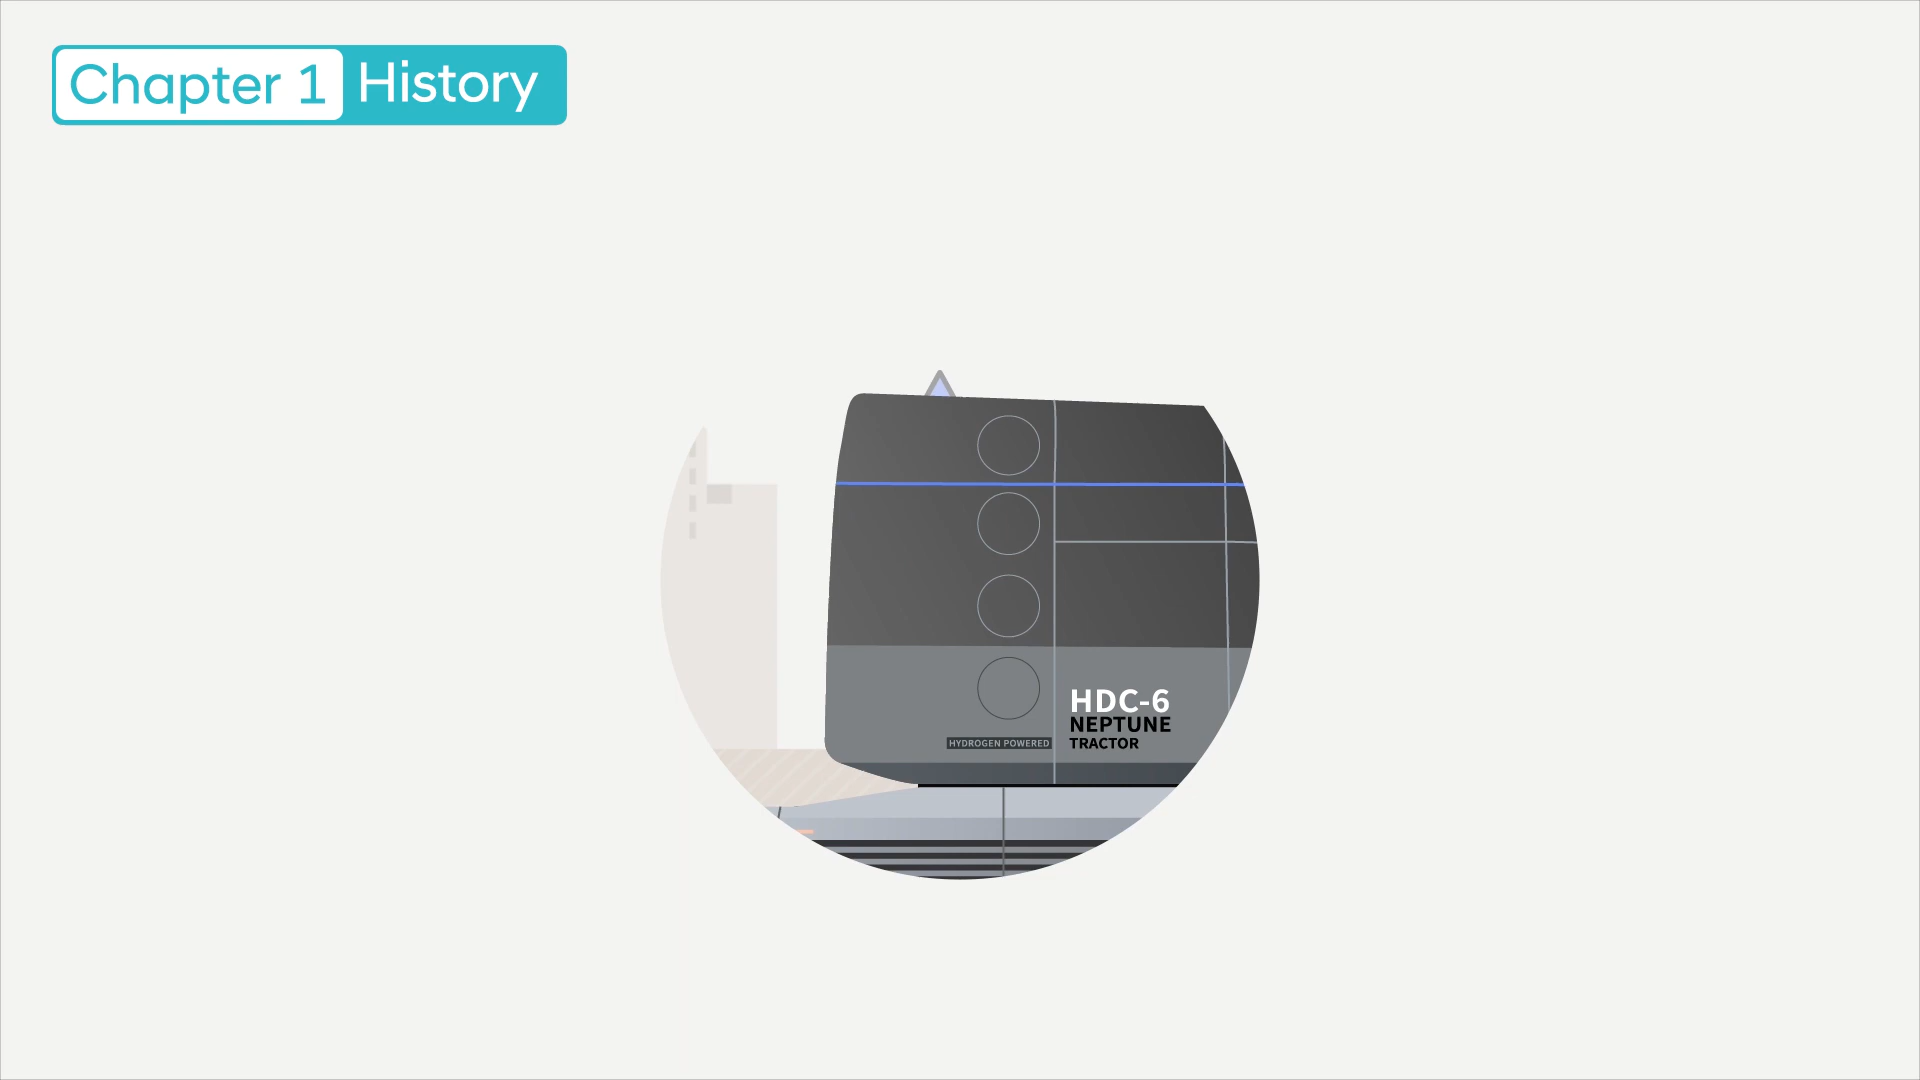 Chapter 1 History
HDC-6
NEPTUNE
TRACTOR
HYDROGEN POWERED